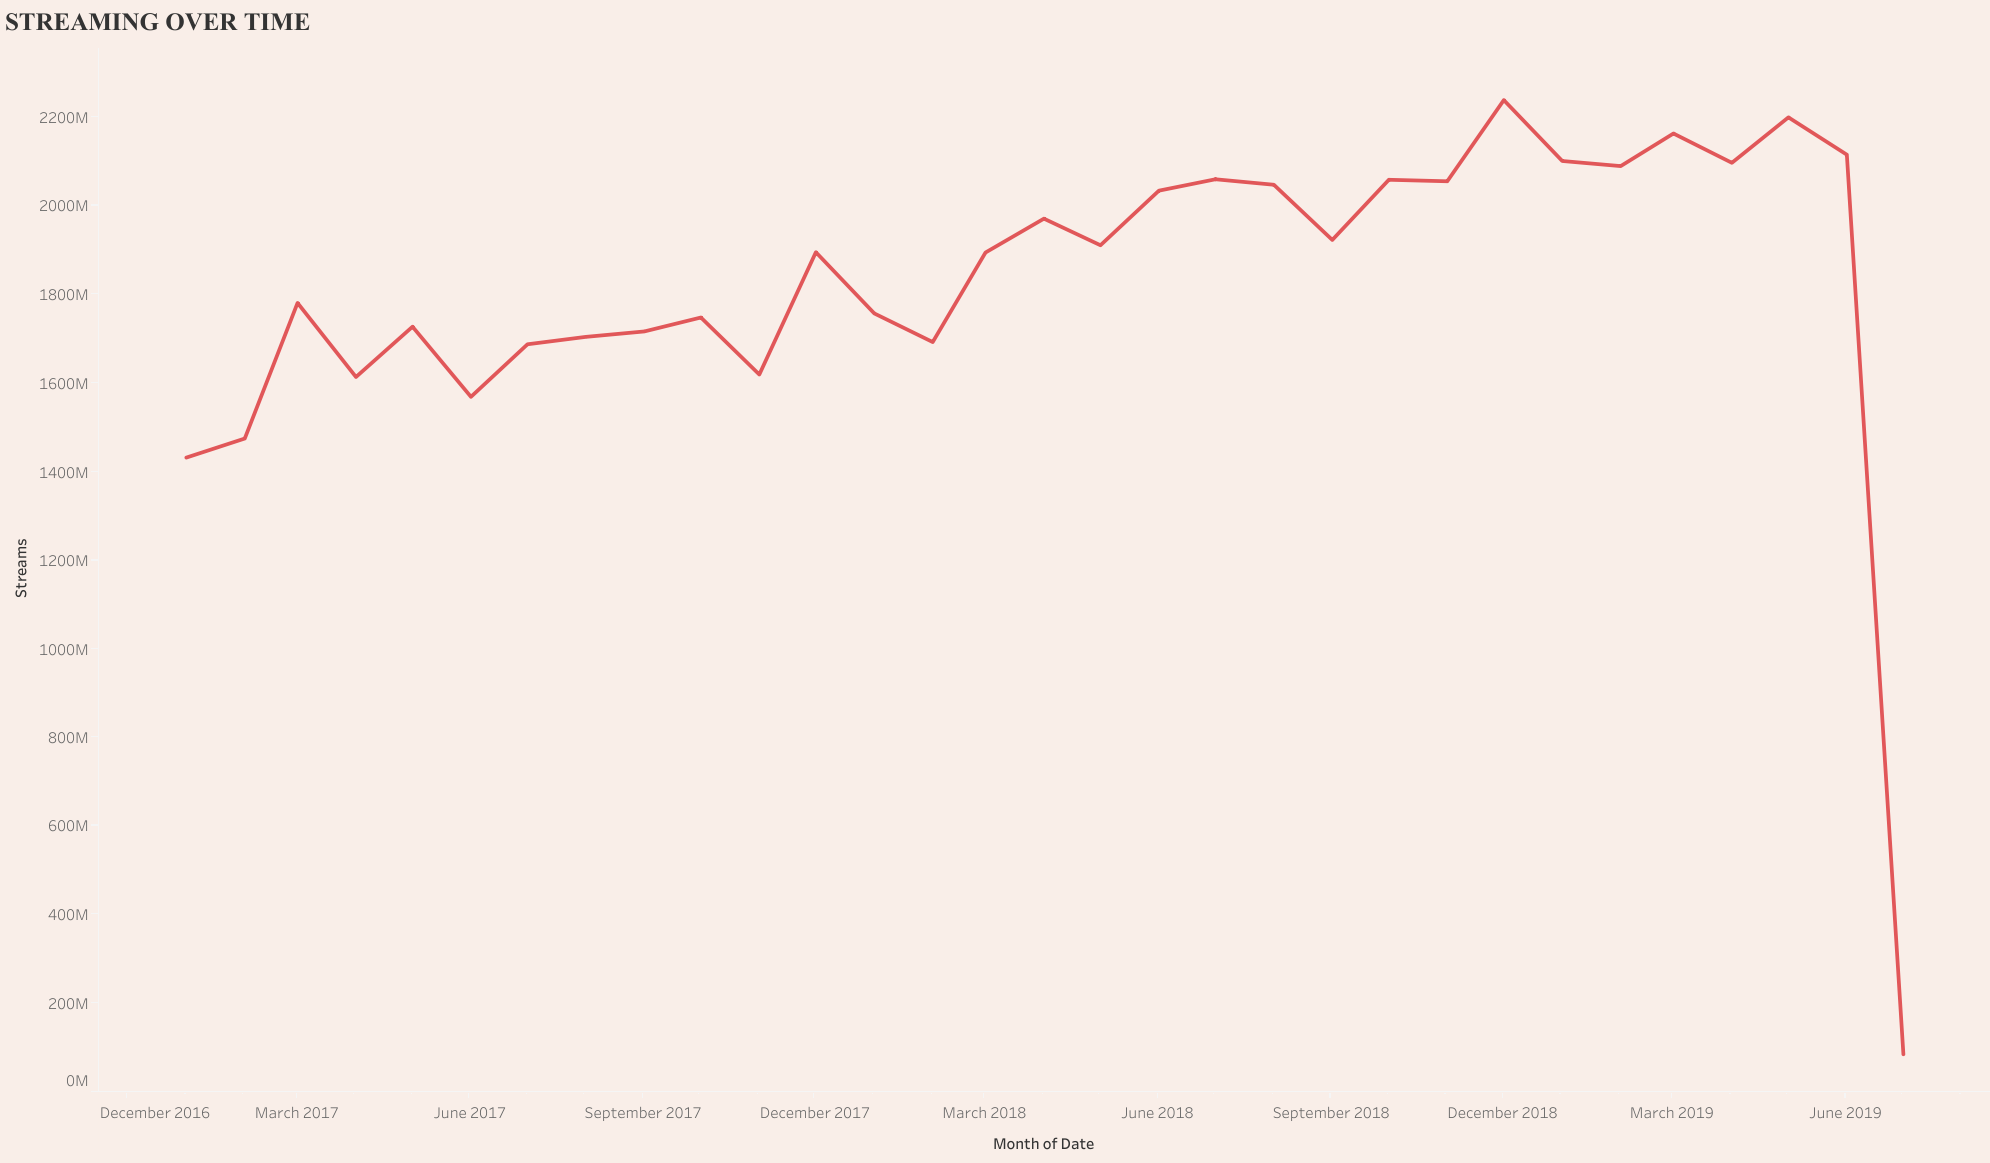 STREAMING OVER TIME
2200M
2000M
1800M
1600M
1400M
1200M
1000M
800M
600M
400M
200M
0M
Streams
December 2016 March 2017 June 2017 September 2017 December 2017 March 2018 June 2018 September 2018 December 2018 March 2019 June 2019
Month of Date